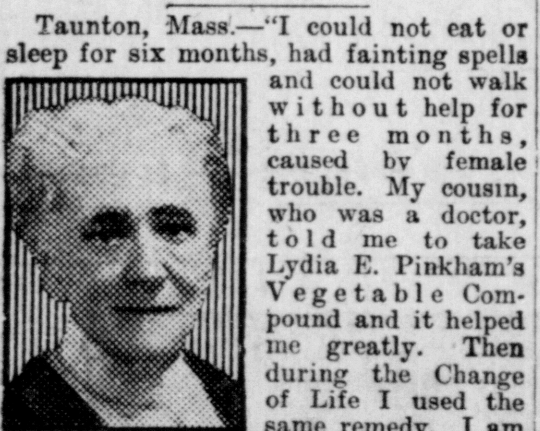 Taunton, Mass.—"I could not eat or
sleep for six months, had fainting spells
and could not walk
without help for
three months,
caused by female
trouble. My cousin,
who was a doctor,
told me to take
Lydia E. Pinkham's
Vegetable Com-
pound and it helped
me greatly. Then
during the Change
of Life I used the
same remedy. I am